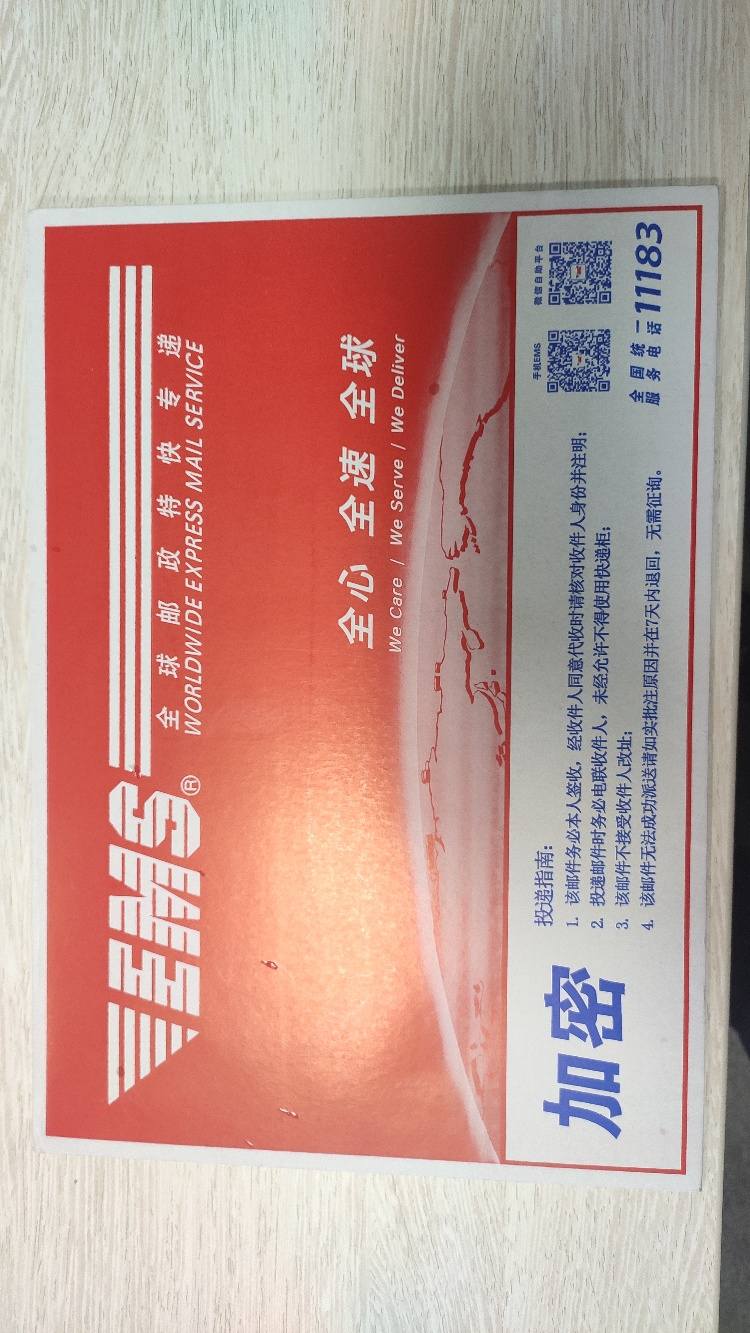 EMS®
全球邮政特快专递
WORLDWIDE EXPRESS MAIL SERVICE
全心 全速 全球
We Care / We Serve / We Deliver
加密
投递指南：
1. 该邮件务必本人签收，经收件人同意代收时请核对收件人身份并注明；
2. 投递邮件时务必电联收件人，未经允许不得使用快递柜；
3. 该邮件不接受收件人改址；
4. 该邮件无法成功派送请如实批注原因并在7天内退回，无需征询。
手机EMS
微信自助平台
全国统一
服务电话
11183